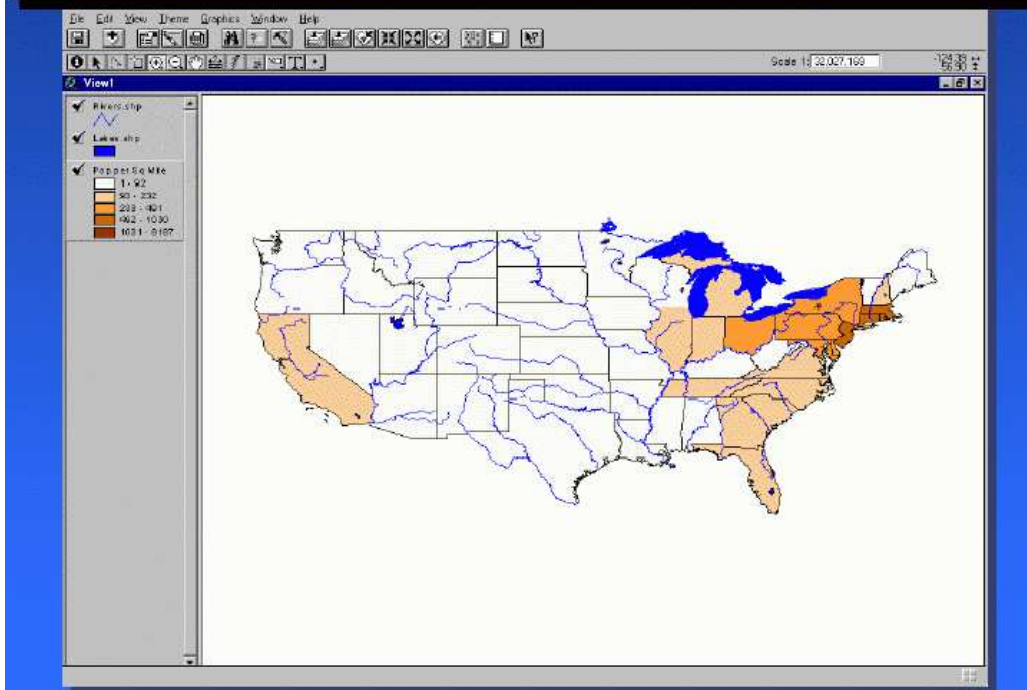 File Edit View Theme Graphics Window Help
Scale 1: 32,027,169
View1
Rivers.shp
Lakes.shp
Pop per Sq Mile
1 - 92
93 - 232
233 - 491
492 - 1030
1031 - 9187